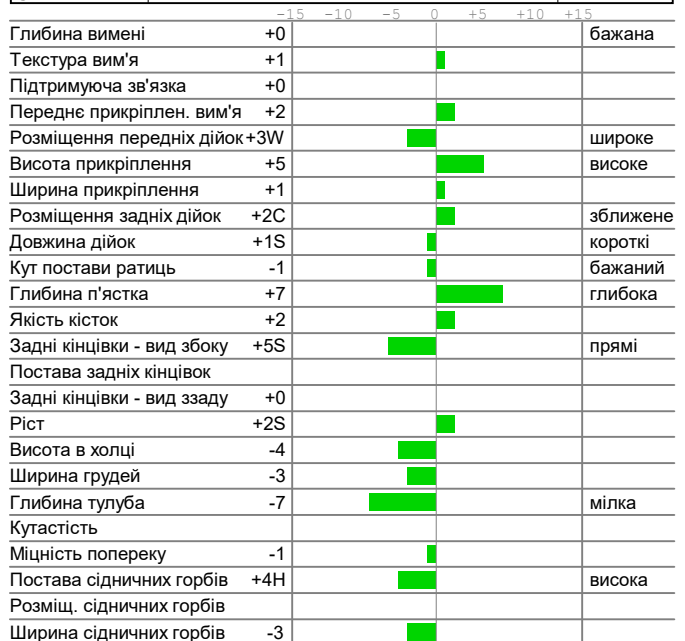 -15 -10 -5 0 +5 +10 +15
Глибина вимені +0 бажана
Текстура вим'я +1
Підтримуюча зв'язка +0
Переднє прикріплен. вим'я +2
Розміщення передніх дійок +3W широке
Висота прикріплення +5 високе
Ширина прикріплення +1
Розміщення задніх дійок +2C зближене
Довжина дійок +1S короткі
Кут постави ратиць -1 бажаний
Глибина п'ястка +7 глибока
Якість кісток +2
Задні кінцівки - вид збоку +5S прямі
Постава задніх кінцівок
Задні кінцівки - вид ззаду +0
Ріст +2S
Висота в холці -4
Ширина грудей -3
Глибина тулуба -7 мілка
Кутастість
Міцність попереку -1
Постава сідничних горбів +4H висока
Розміщ. сідничних горбів
Ширина сідничних горбів -3